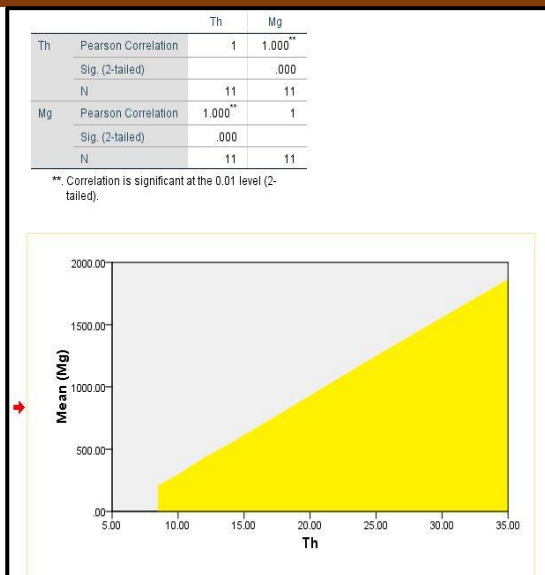 Th Mg
Th Pearson Correlation 1 1.000**
Sig. (2-tailed) .000
N 11 11
Mg Pearson Correlation 1.000** 1
Sig. (2-tailed) .000
N 11 11
**. Correlation is significant at the 0.01 level (2-
tailed).
2000.00
1500.00
1000.00
500.00
.00
Mean (Mg)
5.00 10.00 15.00 20.00 25.00 30.00 35.00
Th